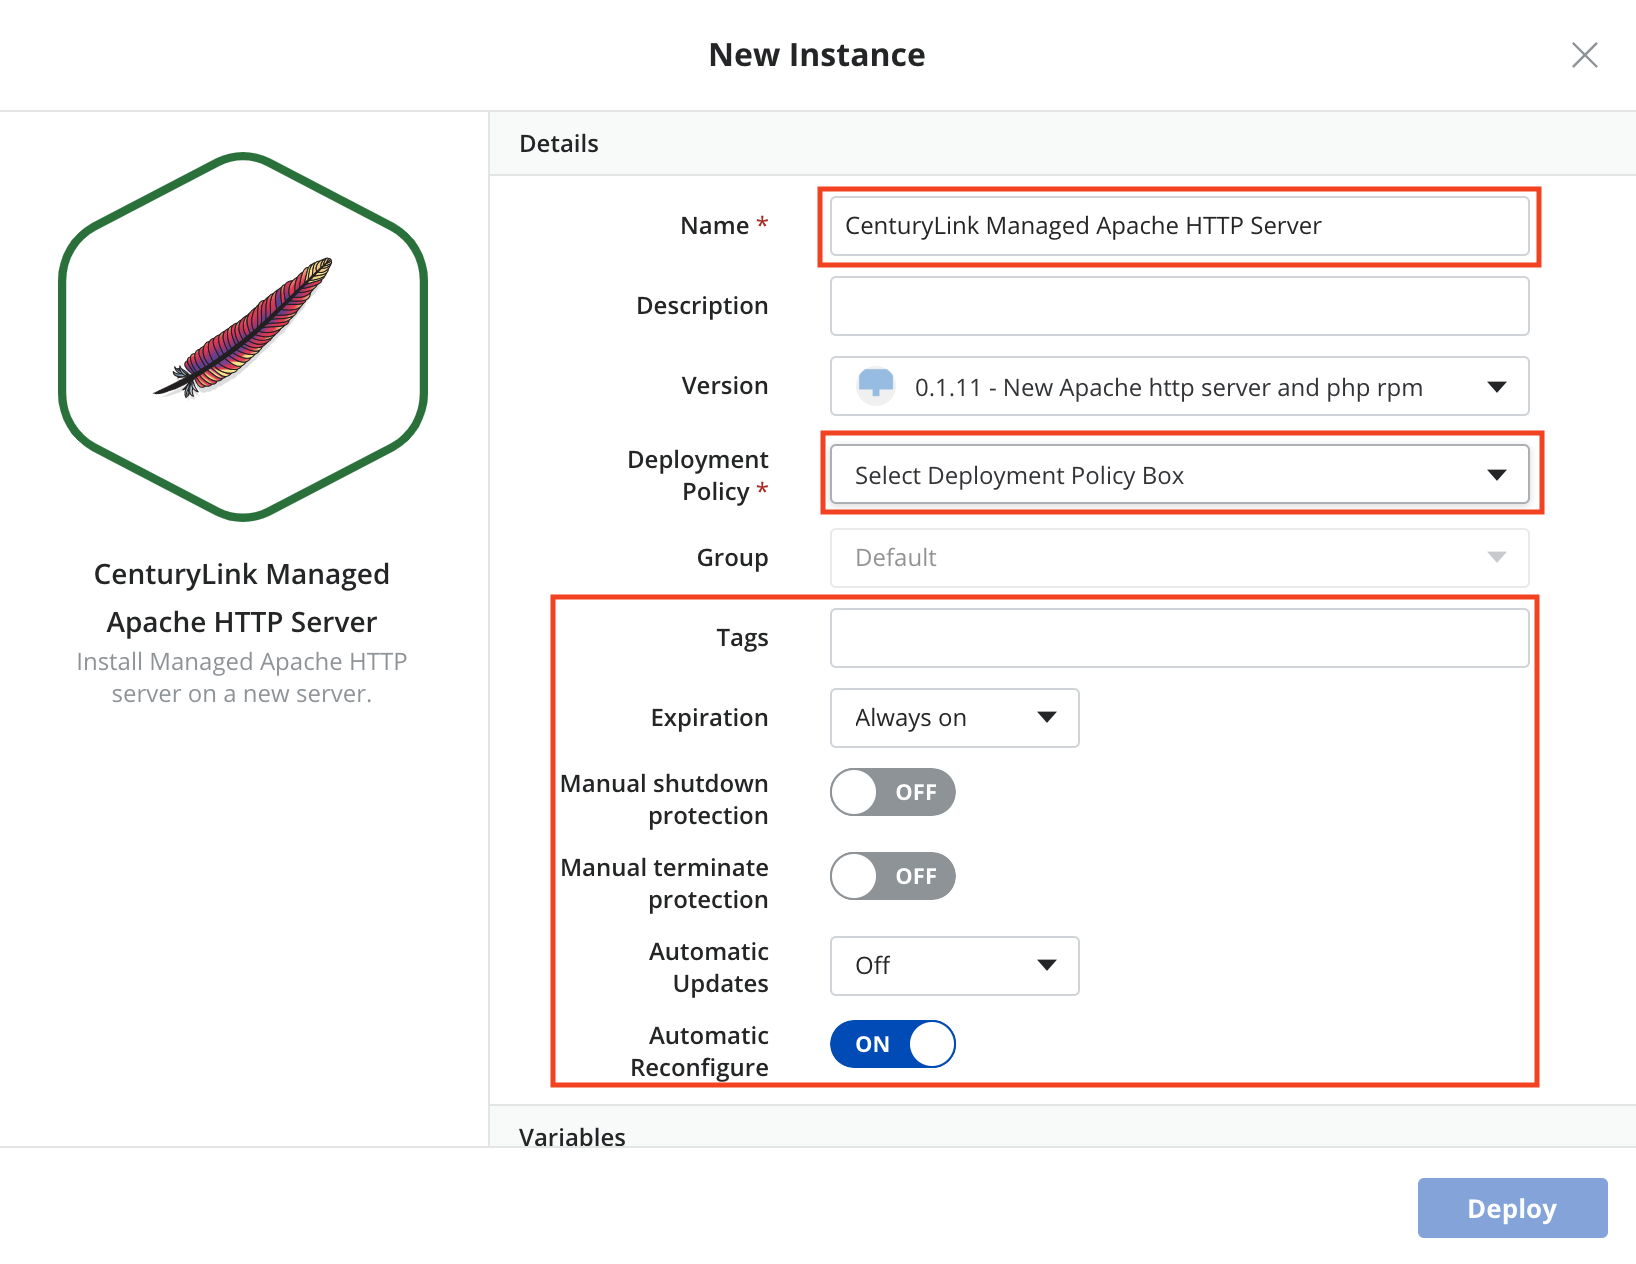 New Instance
Details
CenturyLink Managed
Apache HTTP Server
Install Managed Apache HTTP
server on a new server.
Name *
CenturyLink Managed Apache HTTP Server
Description
Version
0.1.11 - New Apache http server and php rpm
Deployment
Policy *
Select Deployment Policy Box
Group
Default
Tags
Expiration
Always on
Manual shutdown
protection
OFF
Manual terminate
protection
OFF
Automatic
Updates
Off
Automatic
Reconfigure
ON
Variables
Deploy